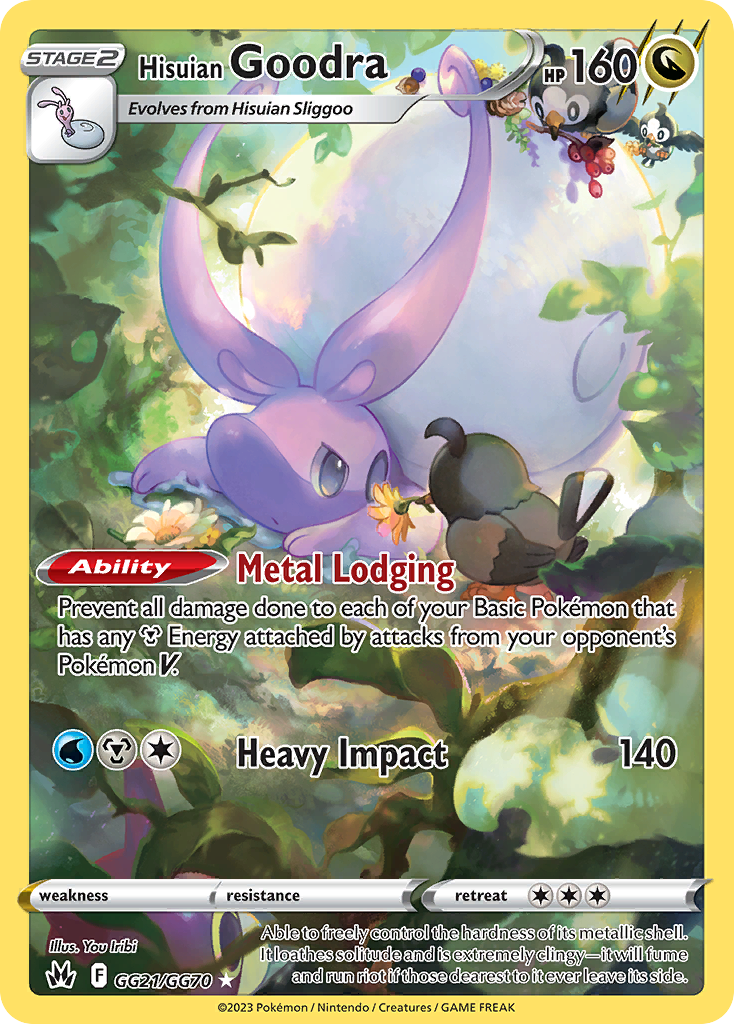 STAGE 2
Hisuian Goodra
HP 160
Evolves from Hisuian Sliggoo
Ability Metal Lodging
Prevent all damage done to each of your Basic Pokémon that
has any Energy attached by attacks from your opponent's
Pokémon V.
Heavy Impact 140
weakness resistance retreat
Illus. You Iribi
F GG21/GG70
Able to freely control the hardness of its metallic shell.
It loathes solitude and is extremely clingy—it will fume
and run riot if those dearest to it ever leave its side.
©2023 Pokémon / Nintendo / Creatures / GAME FREAK